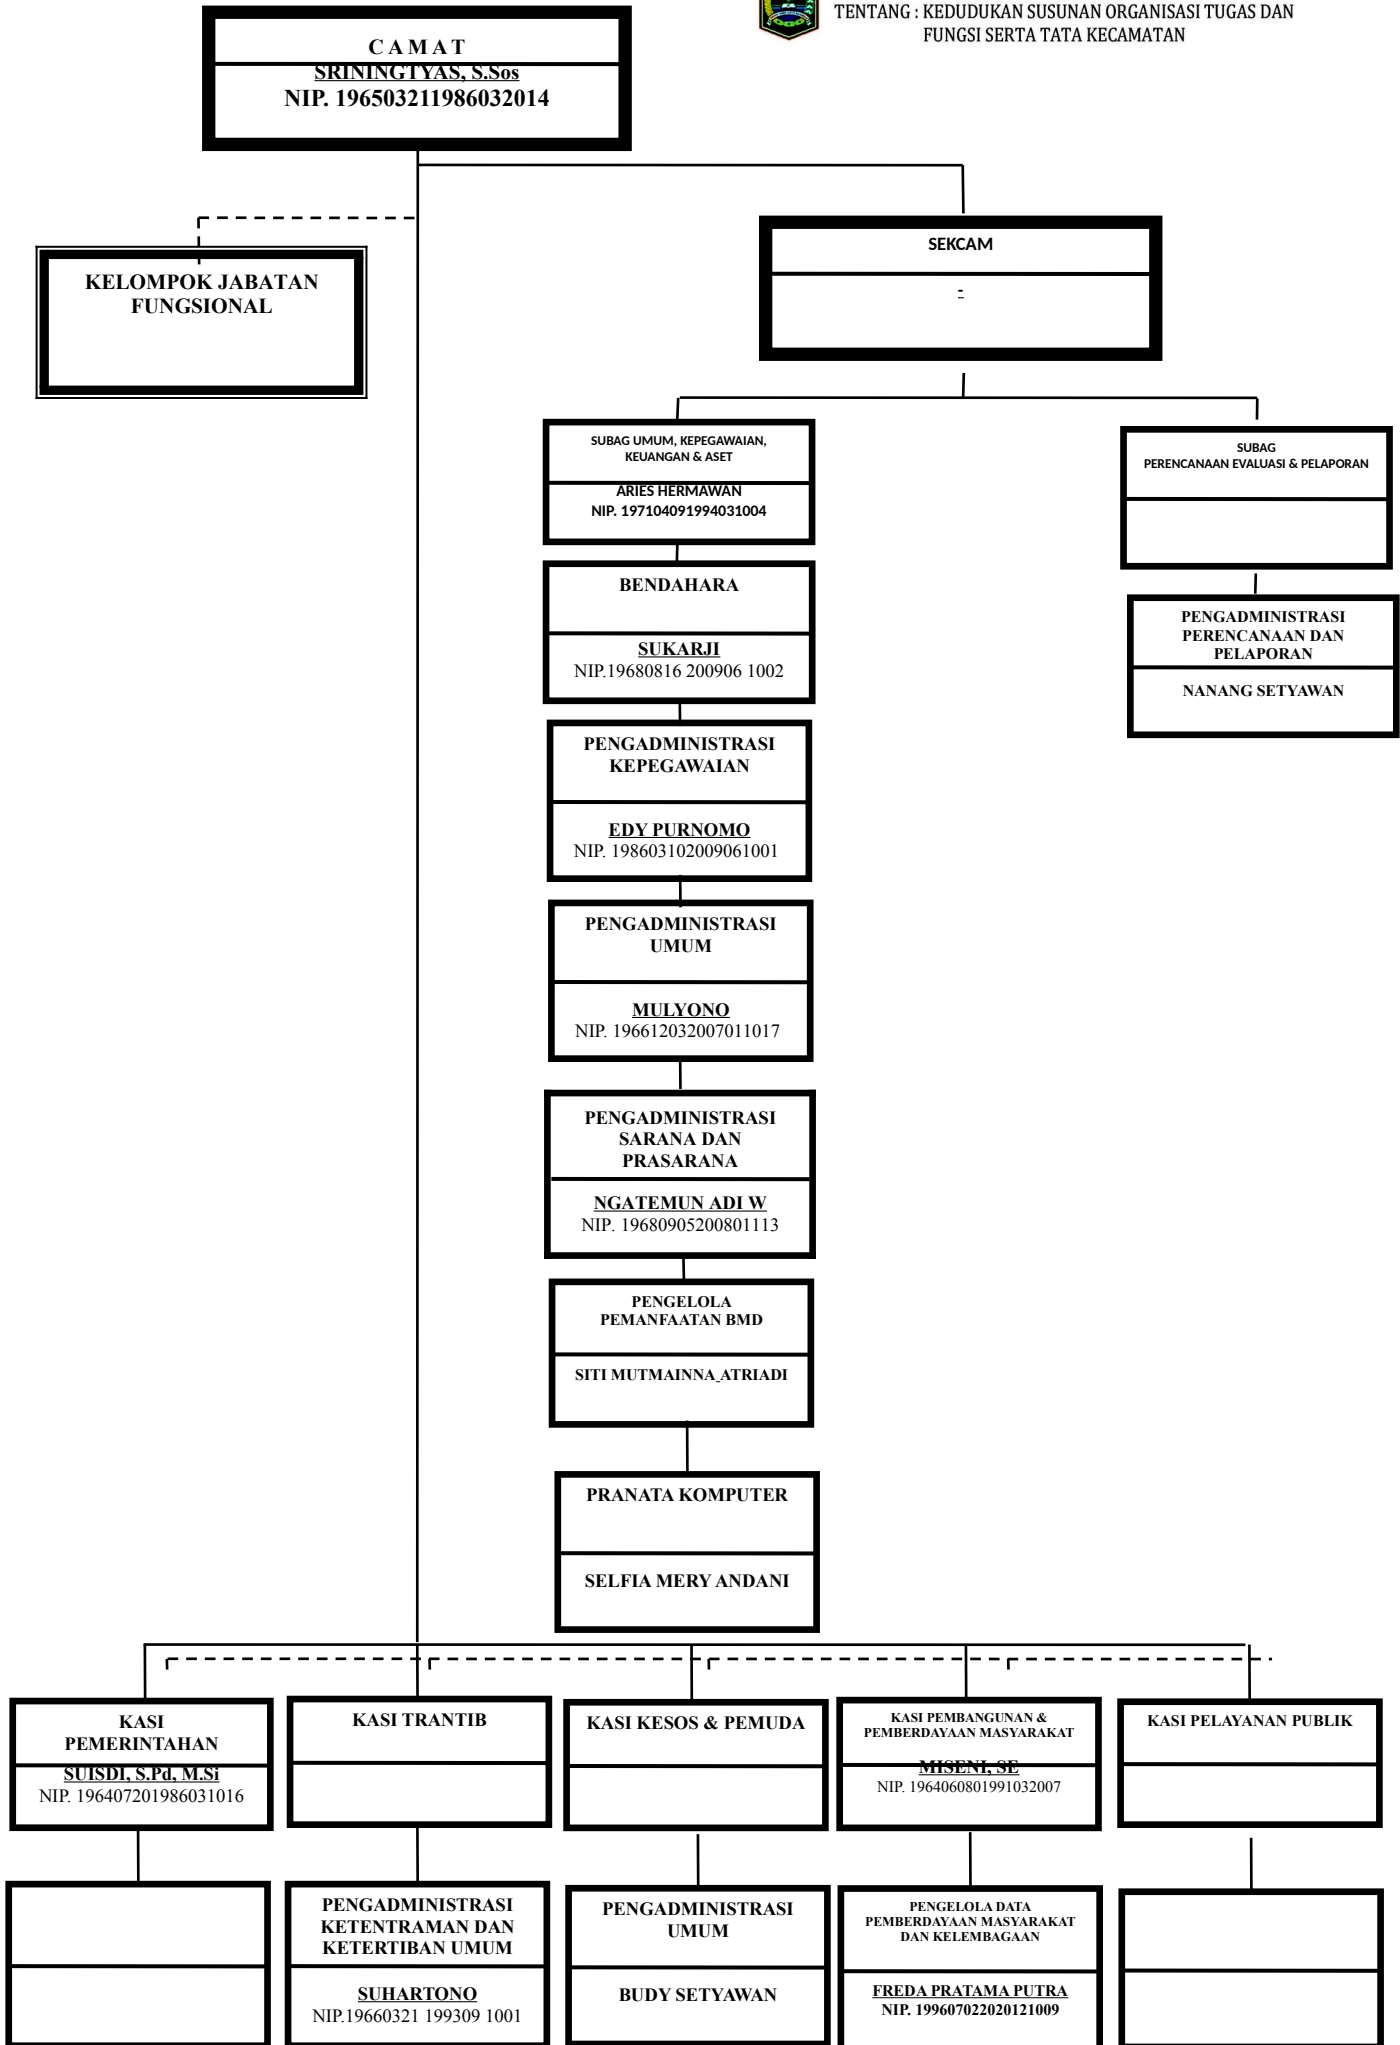 TENTANG : KEDUDUKAN SUSUNAN ORGANISASI TUGAS DAN
FUNGSI SERTA TATA KECAMATAN
C A M A T
SRININGTYAS, S.Sos
NIP. 196503211986032014
KELOMPOK JABATAN
FUNGSIONAL
SEKCAM
-
SUBAG UMUM, KEPEGAWAIAN,
KEUANGAN & ASET
ARIES HERMAWAN
NIP. 197104091994031004
SUBAG
PERENCANAAN EVALUASI & PELAPORAN
BENDAHARA
SUKARJI
NIP.19680816 200906 1002
PENGADMINISTRASI
PERENCANAAN DAN
PELAPORAN
NANANG SETYAWAN
PENGADMINISTRASI
KEPEGAWAIAN
EDY PURNOMO
NIP. 198603102009061001
PENGADMINISTRASI
UMUM
MULYONO
NIP. 196612032007011017
PENGADMINISTRASI
SARANA DAN
PRASARANA
NGATEMUN ADI W
NIP. 19680905200801113
PENGELOLA
PEMANFAATAN BMD
SITI MUTMAINNA ATRIADI
PRANATA KOMPUTER
SELFIA MERY ANDANI
KASI
PEMERINTAHAN
SUISDI, S.Pd, M.Si
NIP. 196407201986031016
KASI TRANTIB
KASI KESOS & PEMUDA
KASI PEMBANGUNAN &
PEMBERDAYAAN MASYARAKAT
MISENI, SE
NIP. 1964060801991032007
KASI PELAYANAN PUBLIK
PENGADMINISTRASI
KETENTRAMAN DAN
KETERTIBAN UMUM
SUHARTONO
NIP.19660321 199309 1001
PENGADMINISTRASI
UMUM
BUDY SETYAWAN
PENGELOLA DATA
PEMBERDAYAAN MASYARAKAT
DAN KELEMBAGAAN
FREDA PRATAMA PUTRA
NIP. 199607022020121009